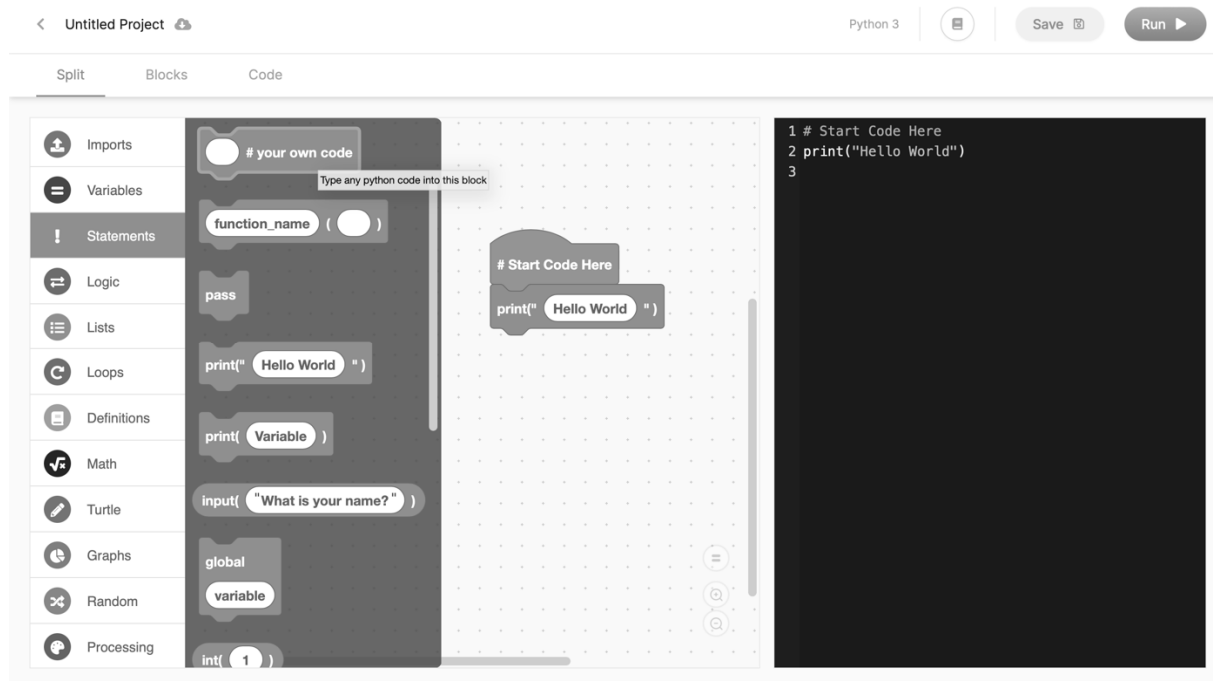 Untitled Project
Python 3
Save
Run
Split
Blocks
Code
Imports
Variables
Statements
Logic
Lists
Loops
Definitions
Math
Turtle
Graphs
Random
Processing
# your own code
Type any python code into this block
function_name ( )
pass
print(" Hello World ")
print( Variable )
input( "What is your name?" )
global
variable
int( 1 )
# Start Code Here
print(" Hello World ")
1 # Start Code Here
2 print("Hello World")
3